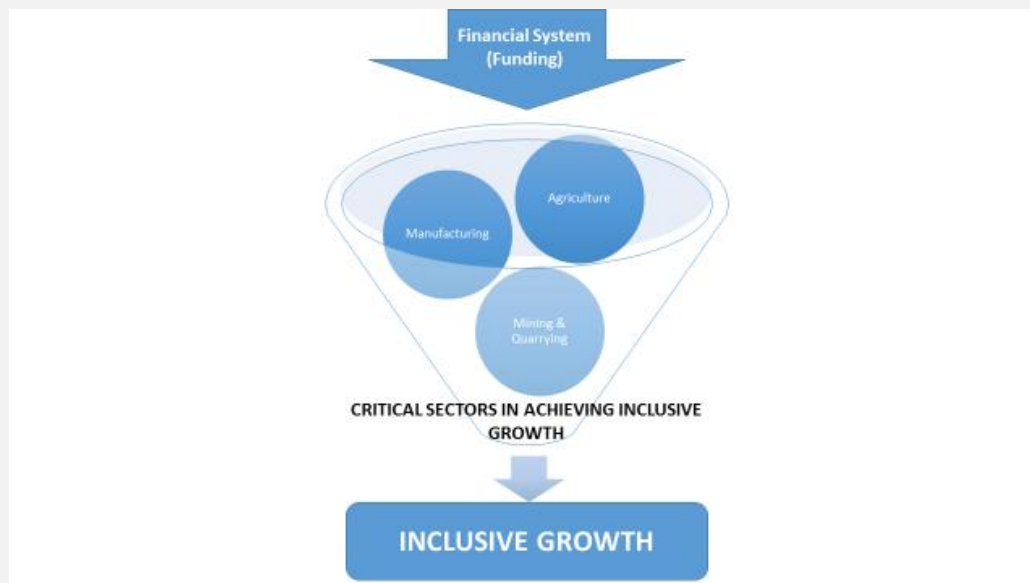 Financial System
(Funding)
Agriculture
Manufacturing
Mining &
Quarrying
CRITICAL SECTORS IN ACHIEVING INCLUSIVE
GROWTH
INCLUSIVE GROWTH